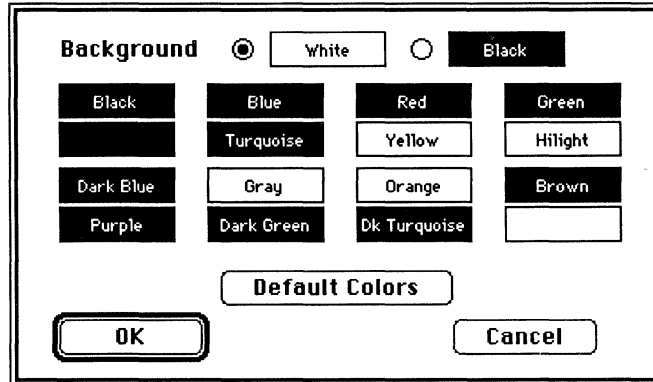 Background White Black
Black Blue Red Green
Turquoise Yellow Hilight
Dark Blue Gray Orange Brown
Purple Dark Green Dk Turquoise
Default Colors
OK Cancel